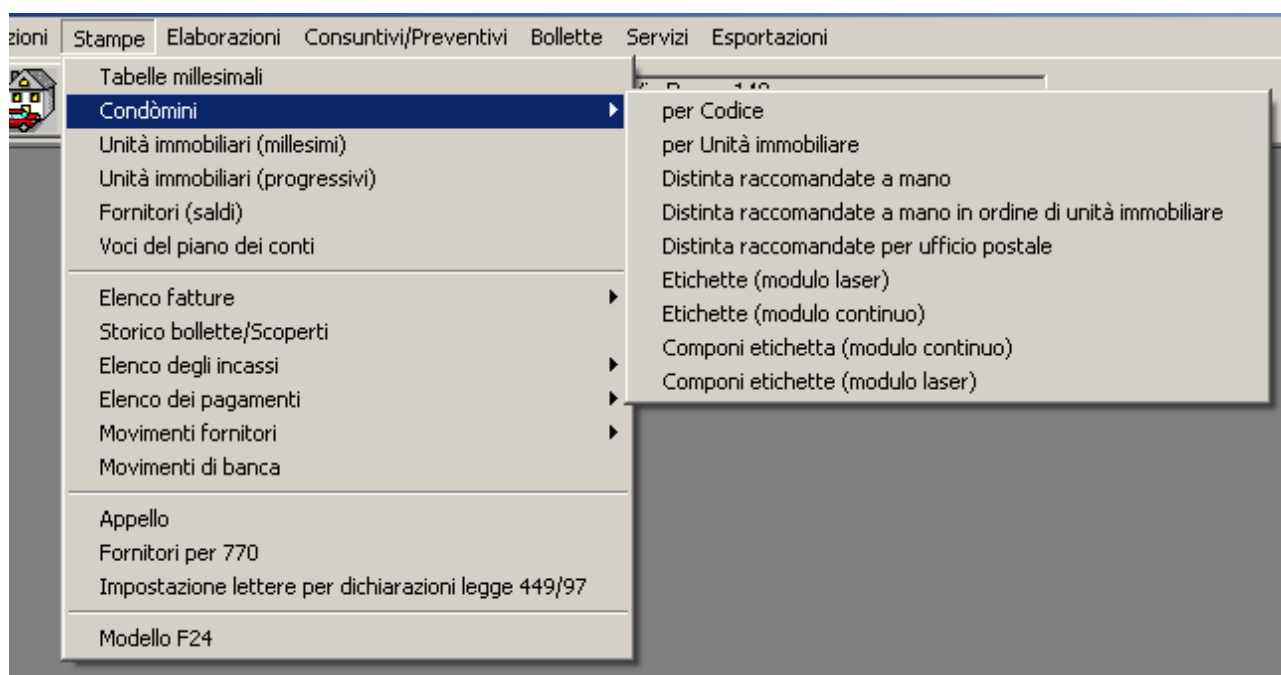 zioni Stampe Elaborazioni Consuntivi/Preventivi Bollette Servizi Esportazioni
Tabelle millesimali
Condòmini
Unità immobiliari (millesimi)
Unità immobiliari (progressivi)
Fornitori (saldi)
Voci del piano dei conti
Elenco fatture
Storico bollette/Scoperti
Elenco degli incassi
Elenco dei pagamenti
Movimenti fornitori
Movimenti di banca
Appello
Fornitori per 770
Impostazione lettere per dichiarazioni legge 449/97
Modello F24
per Codice
per Unità immobiliare
Distinta raccomandate a mano
Distinta raccomandate a mano in ordine di unità immobiliare
Distinta raccomandate per ufficio postale
Etichette (modulo laser)
Etichette (modulo continuo)
Componi etichetta (modulo continuo)
Componi etichette (modulo laser)